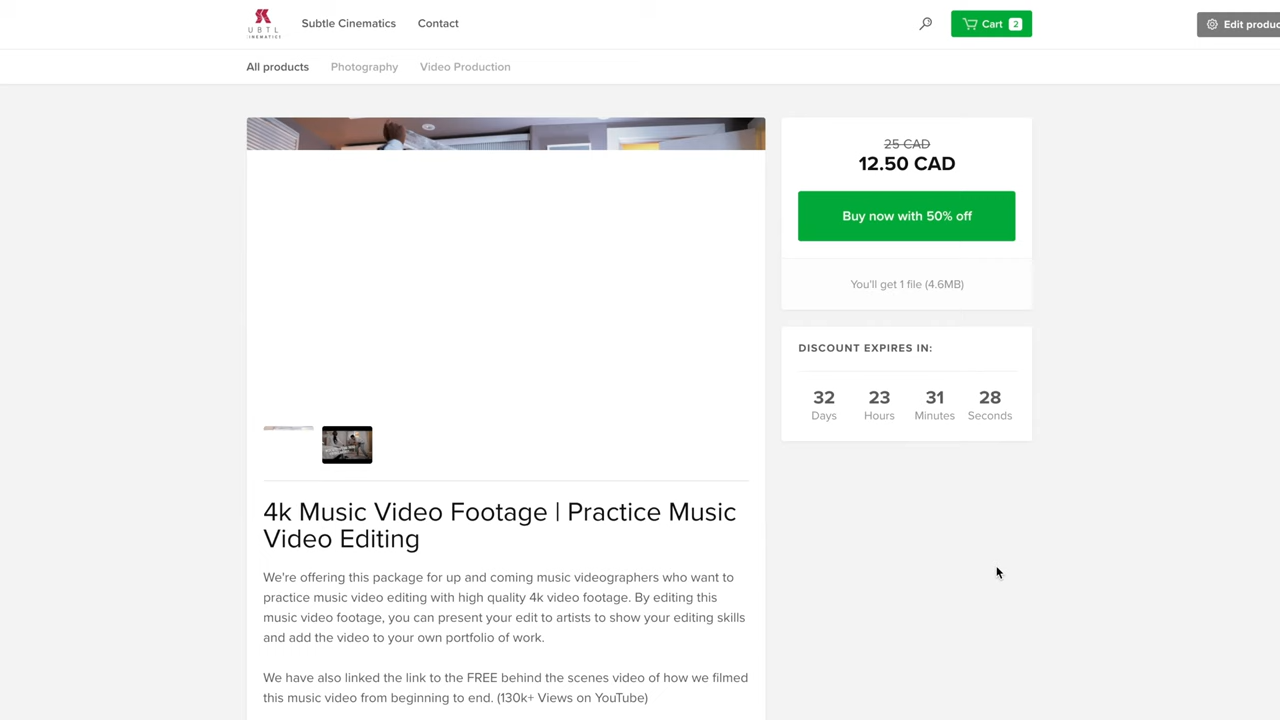 UBTL
INEMATICS
Subtle Cinematics
Contact
Cart 2
Edit produc
All products
Photography
Video Production
25 CAD
12.50 CAD
Buy now with 50% off
You'll get 1 file (4.6MB)
DISCOUNT EXPIRES IN:
32 23 31 28
Days Hours Minutes Seconds
4k Music Video Footage | Practice Music
Video Editing
We're offering this package for up and coming music videographers who want to
practice music video editing with high quality 4k video footage. By editing this
music video footage, you can present your edit to artists to show your editing skills
and add the video to your own portfolio of work.
We have also linked the link to the FREE behind the scenes video of how we filmed
this music video from beginning to end. (130k+ Views on YouTube)